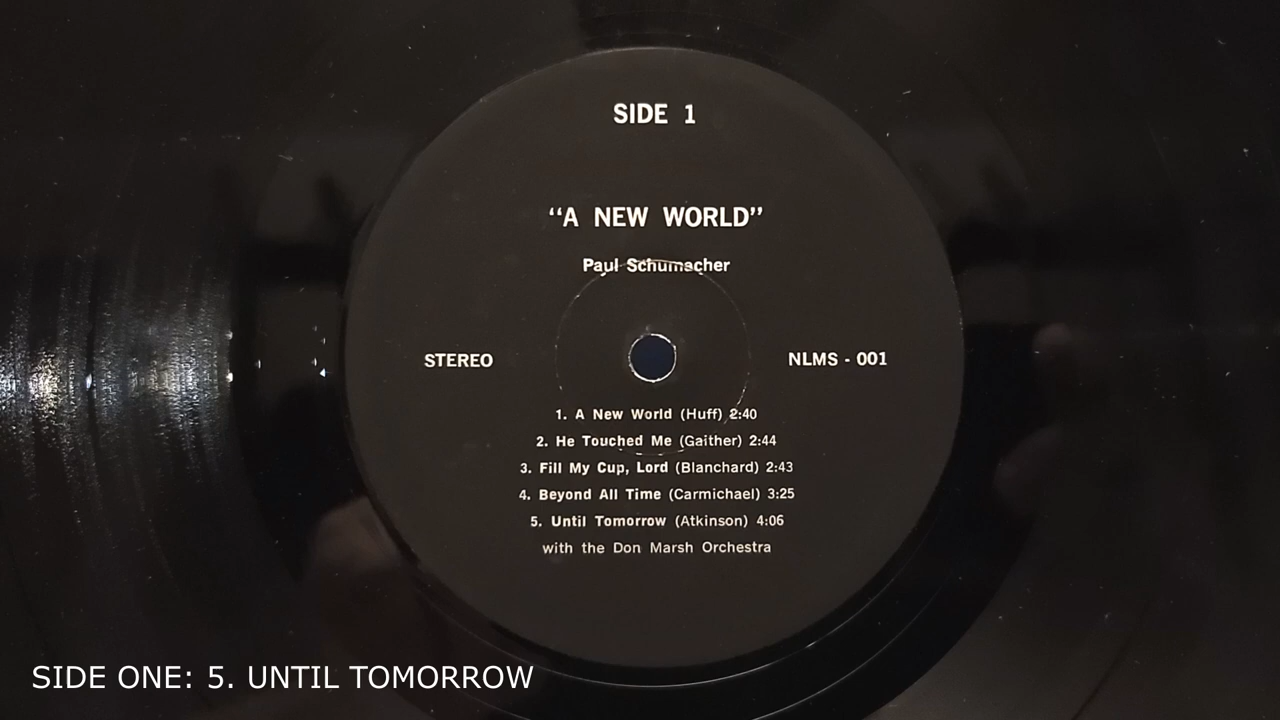 SIDE 1
“A NEW WORLD”
Paul Schumacher
STEREO
NLMS - 001
1. A New World (Huff) 2:40
2. He Touched Me (Gaither) 2:44
3. Fill My Cup, Lord (Blanchard) 2:43
4. Beyond All Time (Carmichael) 3:25
5. Until Tomorrow (Atkinson) 4:06
with the Don Marsh Orchestra
SIDE ONE: 5. UNTIL TOMORROW